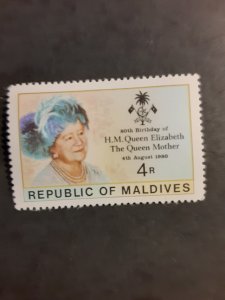 80th Birthday of
H.M. Queen Elizabeth
The Queen Mother
4th August 1980
4R
REPUBLIC OF MALDIVES